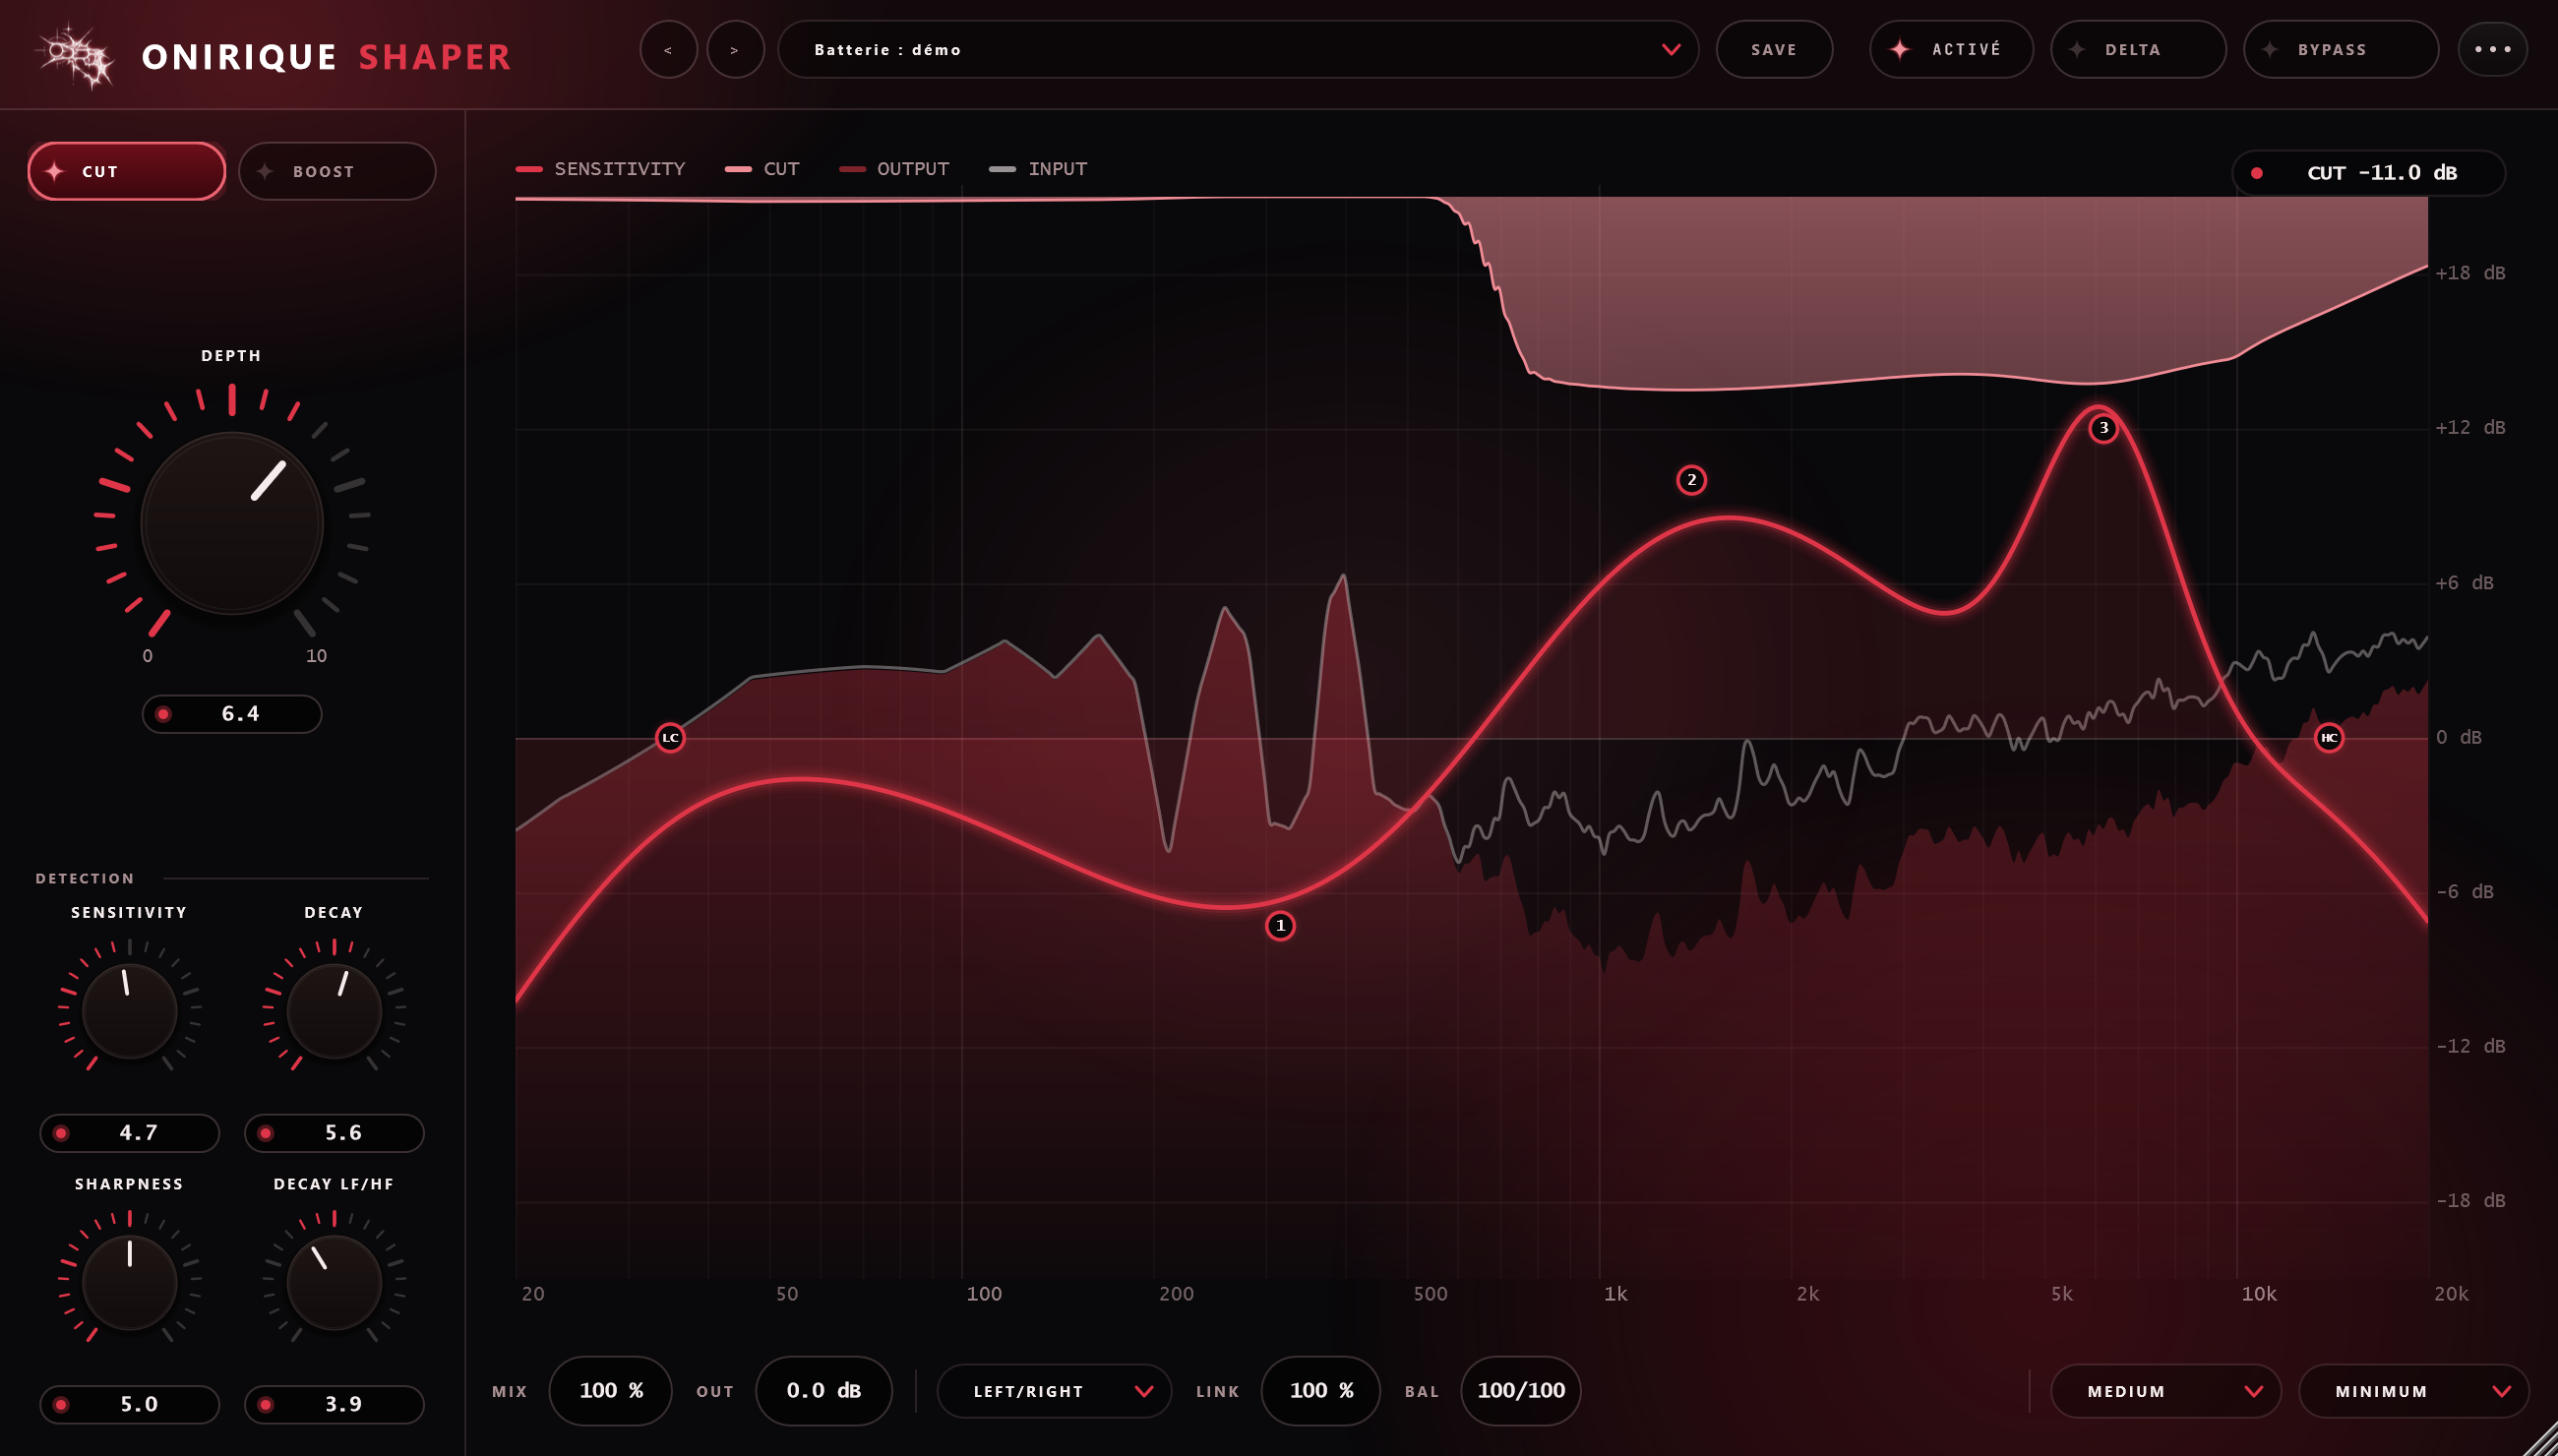 ONIRIQUE SHAPER
< > Batterie : démo SAVE ACTIVÉ DELTA BYPASS
CUT BOOST
SENSITIVITY CUT OUTPUT INPUT
CUT -11.0 dB
DEPTH
0 10
6.4
DETECTION
SENSITIVITY DECAY
4.7 5.6
SHARPNESS DECAY LF/HF
5.0 3.9
+18 dB
+12 dB
+6 dB
0 dB
-6 dB
-12 dB
-18 dB
3
2
LC
HC
1
20 50 100 200 500 1k 2k 5k 10k 20k
MIX 100 % OUT 0.0 dB LEFT/RIGHT LINK 100 % BAL 100/100 MEDIUM MINIMUM